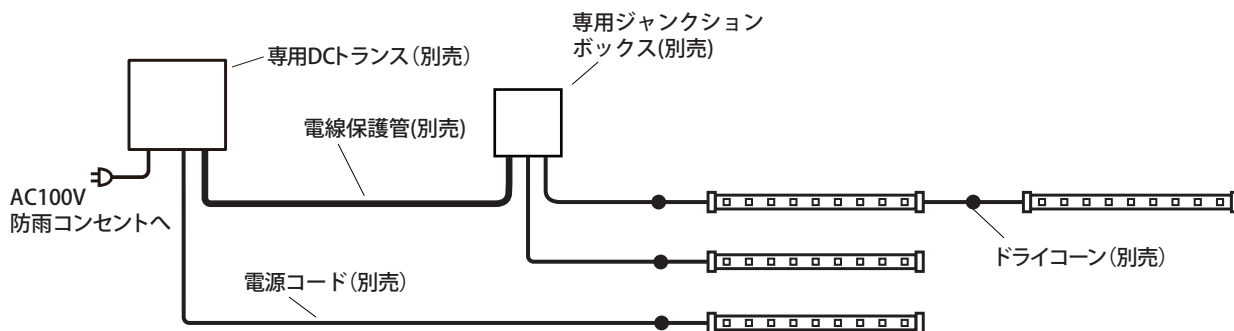 専用ジャンクション
ボックス(別売)
専用DCトランス（別売）
電線保護管(別売)
AC100V
防雨コンセントへ
ドライコーン（別売）
電源コード（別売）